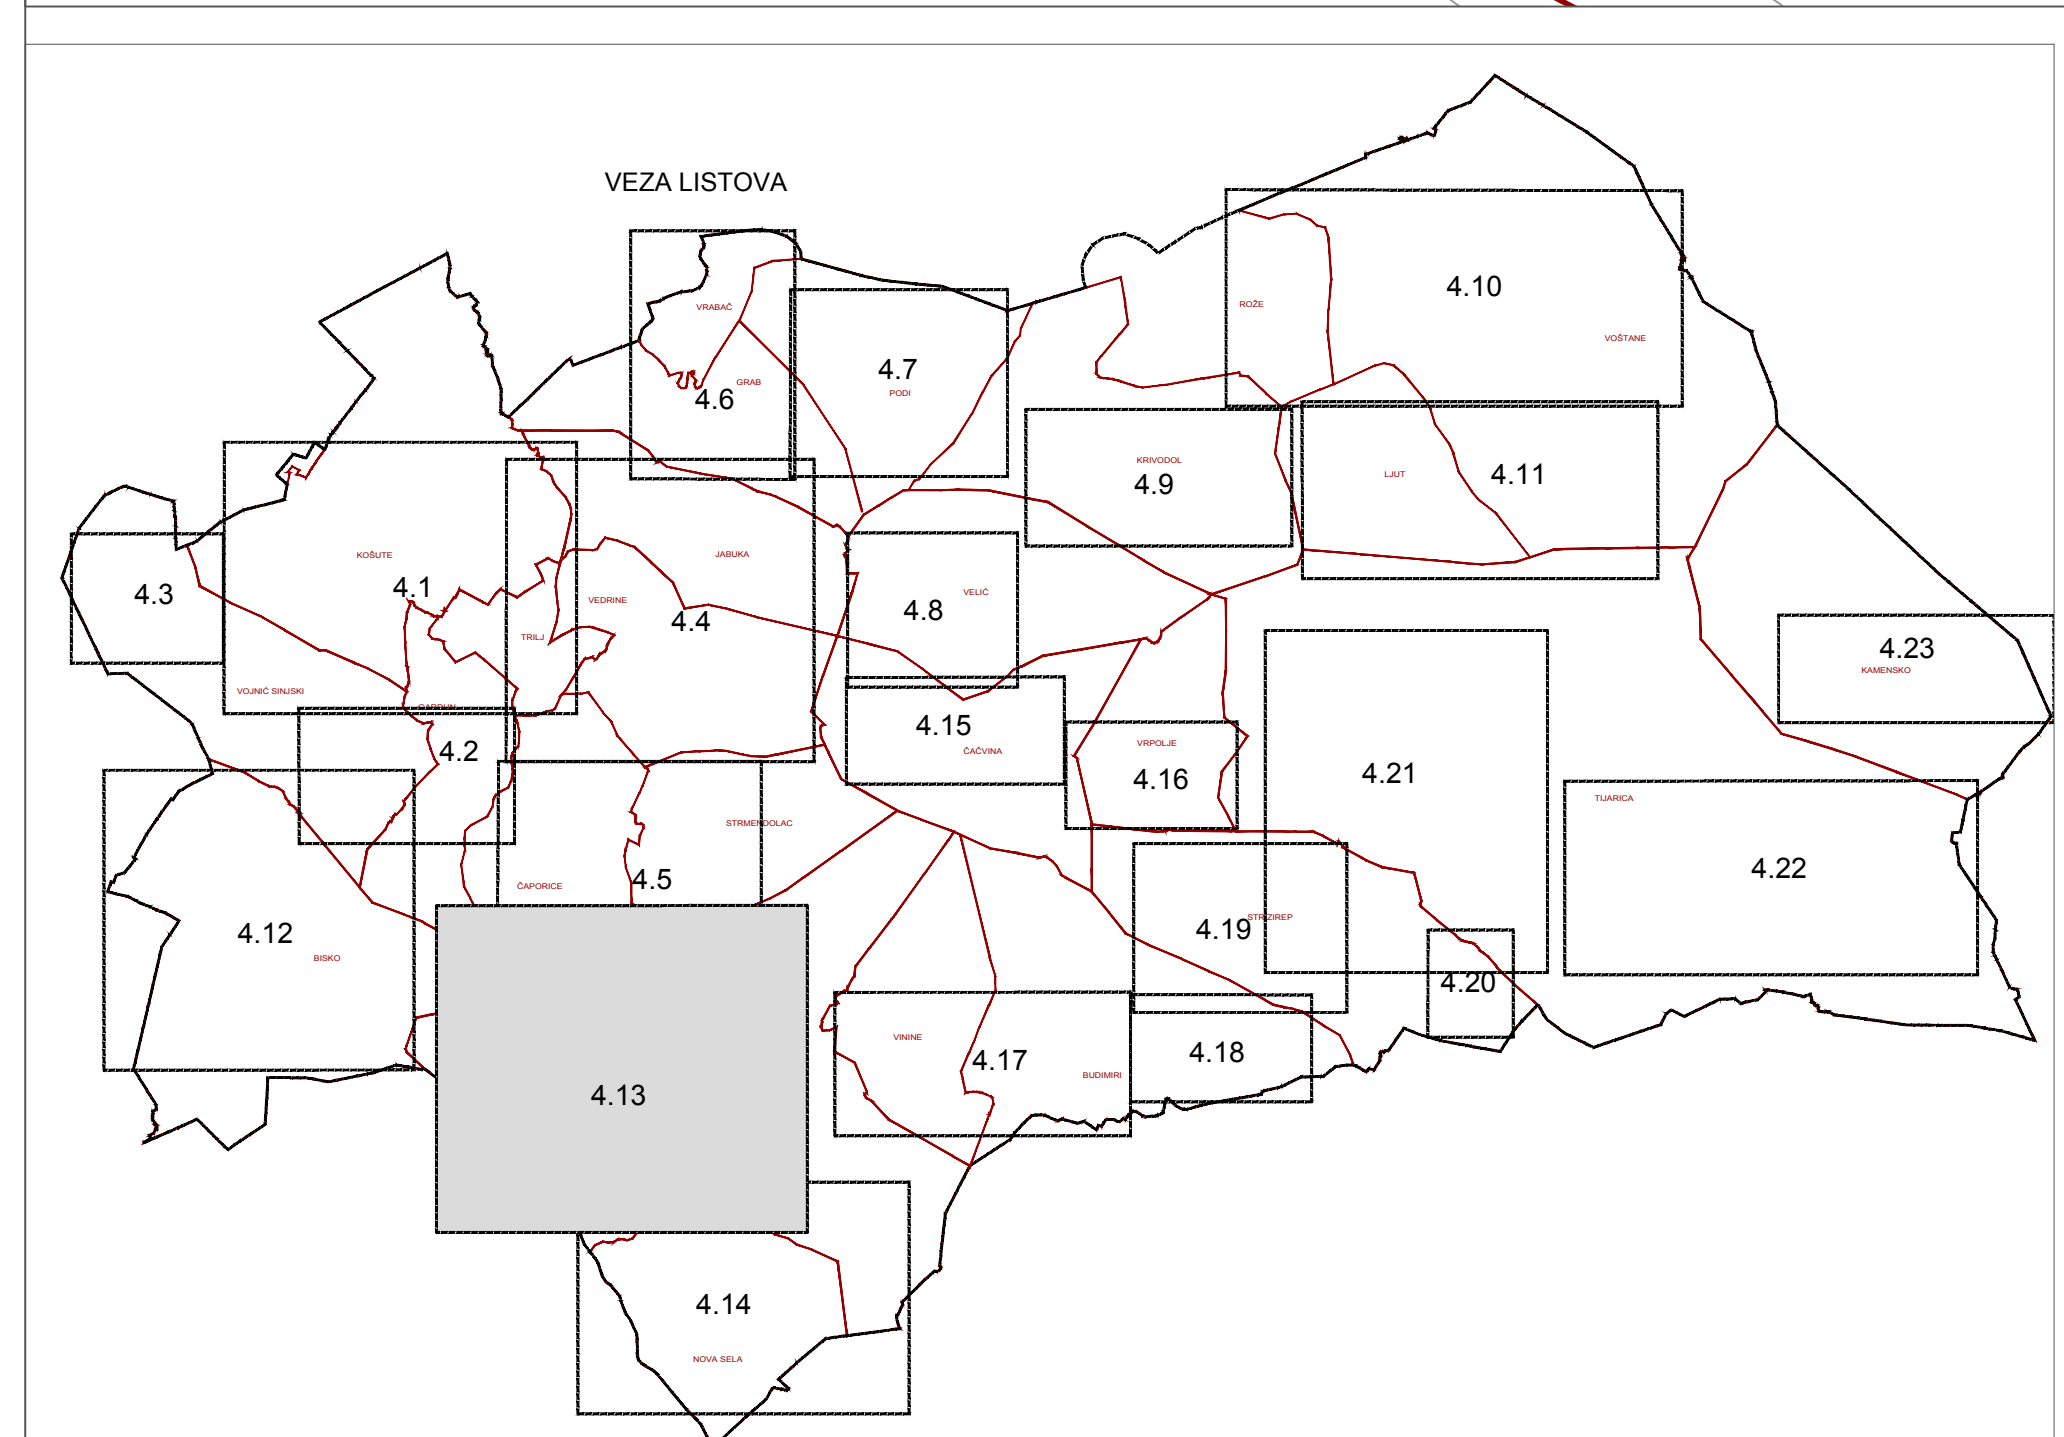 VEZA LISTOVA
4.10
ROŽE
VRABAČ
VOŠTANE
4.7
GRAB
PODI
4.6
KRIVODOL
4.9
LJUT
4.11
KOŠUTE
JABUKA
4.1
4.3
VEDRINE
VELIĆ
4.8
4.4
TRILJ
4.23
KAMENSKO
VOJNIĆ SINJSKI
GARDUN
4.15
ČAČVINA
4.2
VRPOLJE
4.16
4.21
TIJARICA
STRMENDOLAC
4.22
4.5
ČAPORICE
STRIZIREP
4.19
4.12
BISKO
4.20
VININE
4.17
4.18
BUDIMIRI
4.13
4.14
NOVA SELA